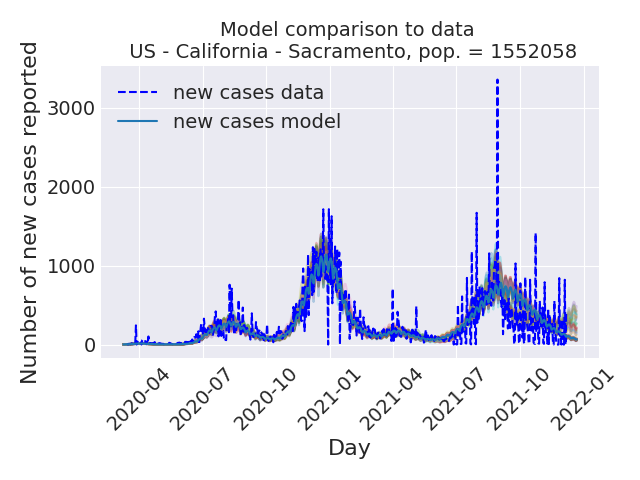 Model comparison to data
US - California - Sacramento, pop. = 1552058
new cases data
new cases model
Number of new cases reported
3000
2000
1000
0
2020-04
2020-07
2020-10
2021-01
2021-04
2021-07
2021-10
2022-01
Day